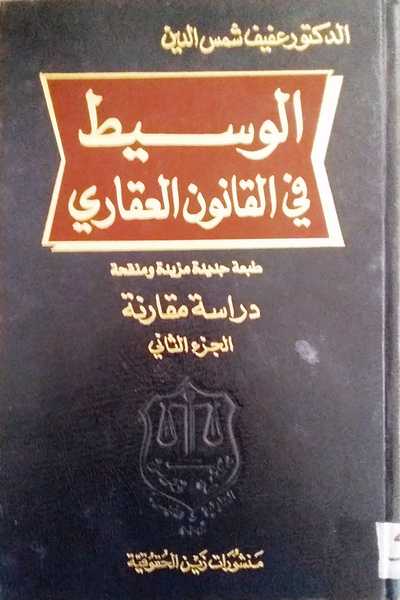 الدكتور عفيف شمس الدين
الوسيط
في القانون العقاري
طبعة جديدة مزيدة ومنقحة
دراسة مقارنة
الجزء الثاني
منشورات زين الحقوقية